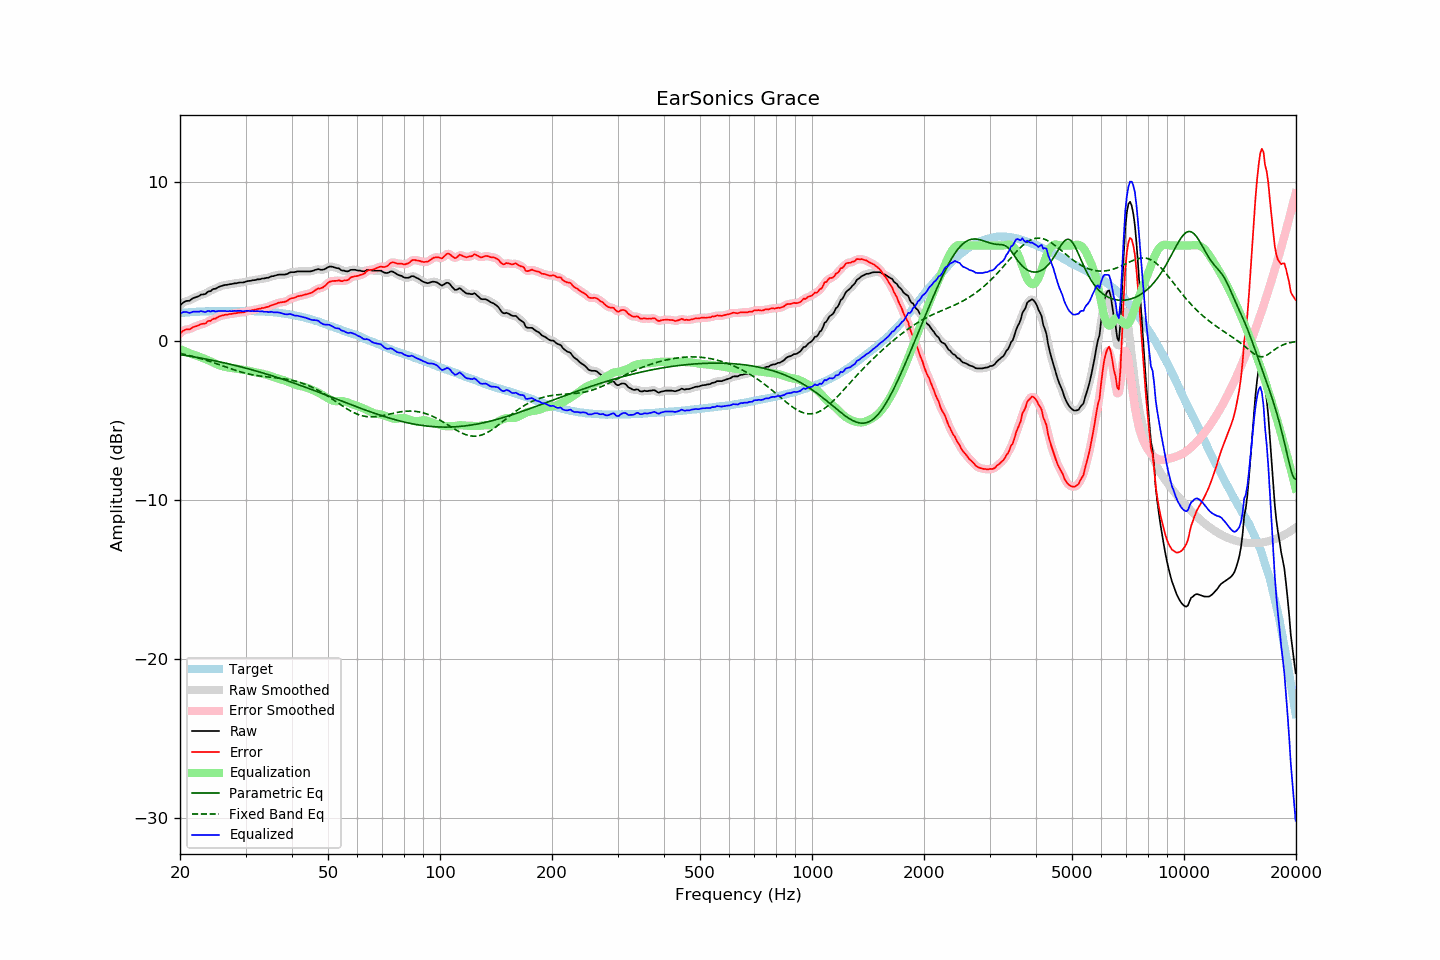 EarSonics Grace
10
0
−10
−20
−30
Amplitude (dBr)
Target
Raw Smoothed
Error Smoothed
Raw
Error
Equalization
Parametric Eq
Fixed Band Eq
Equalized
20 50 100 200 500 1000 2000 5000 10000 20000
Frequency (Hz)